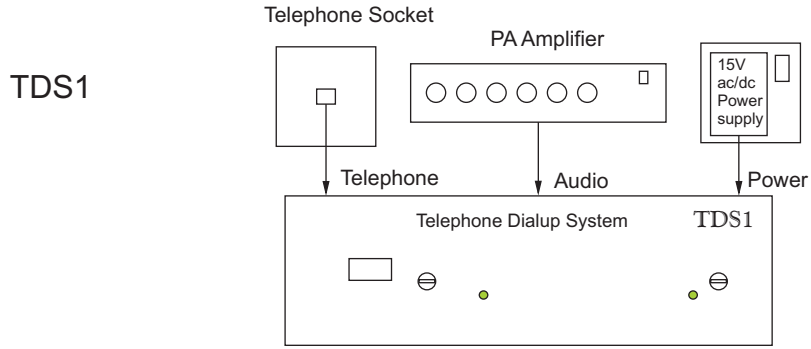 Telephone Socket
PA Amplifier
TDS1
15V
ac/dc
Power
supply
Telephone
Audio
Power
Telephone Dialup System
TDS1